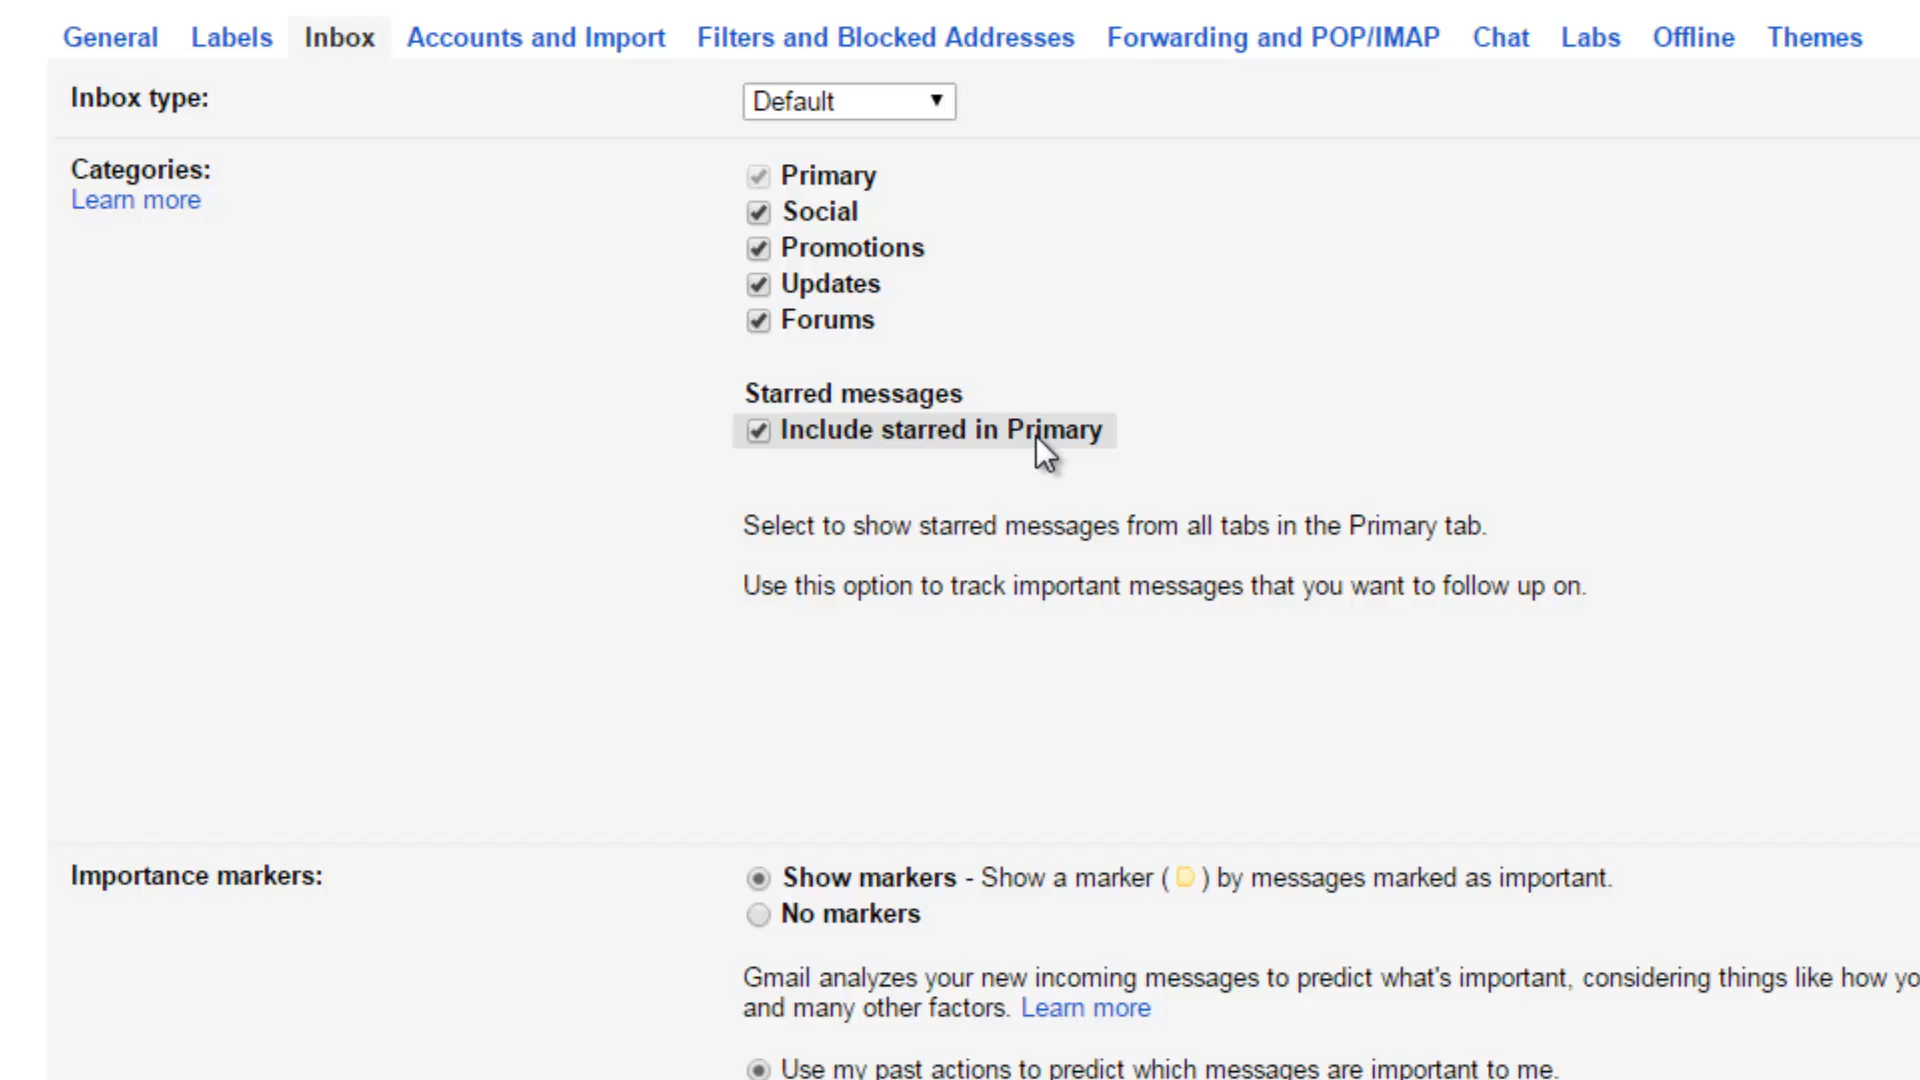 General Labels Inbox Accounts and Import Filters and Blocked Addresses Forwarding and POP/IMAP Chat Labs Offline Themes
Inbox type:
Default
Categories:
Learn more
Primary
Social
Promotions
Updates
Forums
Starred messages
Include starred in Primary
Select to show starred messages from all tabs in the Primary tab.
Use this option to track important messages that you want to follow up on.
Importance markers:
Show markers - Show a marker ( ) by messages marked as important.
No markers
Gmail analyzes your new incoming messages to predict what's important, considering things like how yo
and many other factors. Learn more
Use my past actions to predict which messages are important to me.